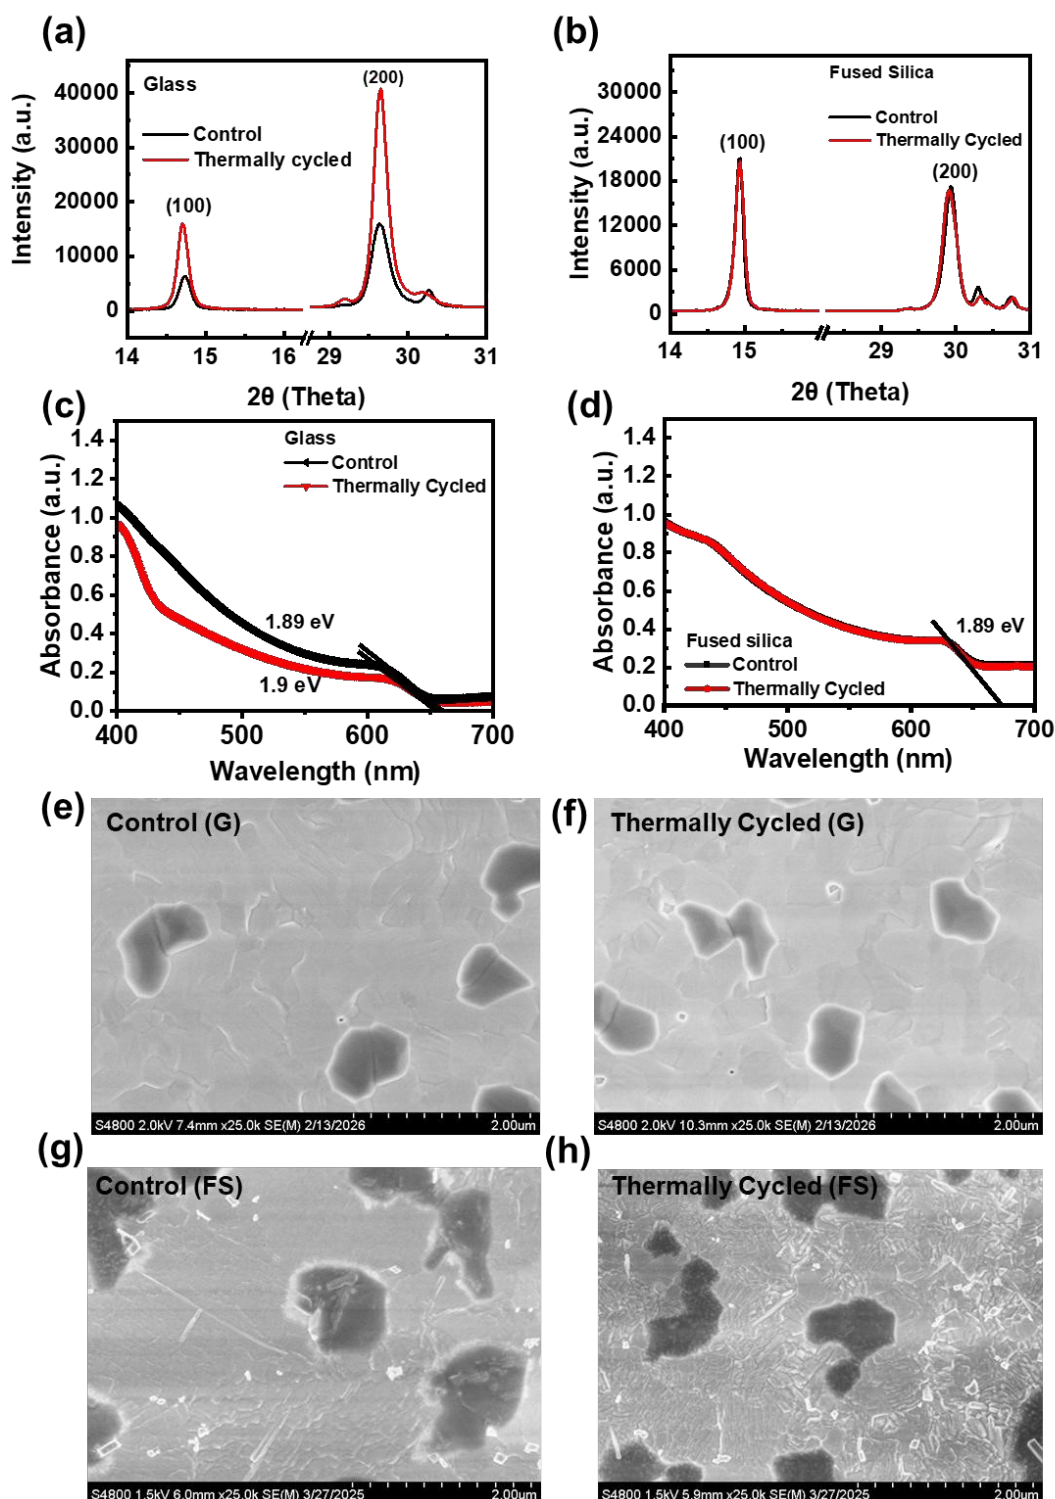 (a)
Intensity (a.u.)
40000
30000
20000
10000
0
Glass
Control
Thermally cycled
(100)
(200)
14 15 16 29 30 31
2θ (Theta)
(b)
Intensity (a.u.)
30000
24000
18000
12000
6000
0
Fused Silica
Control
Thermally Cycled
(100)
(200)
14 15 29 30 31
2θ (Theta)
(c)
Absorbance (a.u.)
1.4
1.2
1.0
0.8
0.6
0.4
0.2
0.0
Glass
Control
Thermally Cycled
1.89 eV
1.9 eV
400 500 600 700
Wavelength (nm)
(d)
Absorbance (a.u.)
1.4
1.2
1.0
0.8
0.6
0.4
0.2
0.0
1.89 eV
Fused silica
Control
Thermally Cycled
400 500 600 700
Wavelength (nm)
(e)
Control (G)
S4800 2.0kV 7.4mm x25.0k SE(M) 2/13/2026 2.00um
(f)
Thermally Cycled (G)
S4800 2.0kV 10.3mm x25.0k SE(M) 2/13/2026 2.00um
(g)
Control (FS)
S4800 1.5kV 6.0mm x25.0k SE(M) 3/27/2025 2.00um
(h)
Thermally Cycled (FS)
S4800 1.5kV 5.9mm x25.0k SE(M) 3/27/2025 2.00um